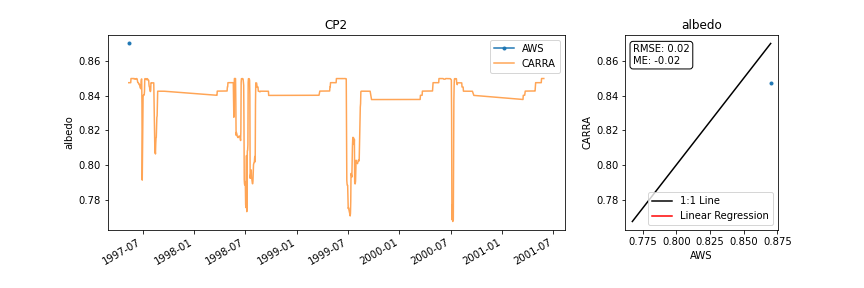 CP2
albedo
0.86
0.84
0.82
0.80
0.78
AWS
CARRA
1997-07
1998-01
1998-07
1999-01
1999-07
2000-01
2000-07
2001-01
2001-07
albedo
CARRA
0.86
0.84
0.82
0.80
0.78
RMSE: 0.02
ME: -0.02
1:1 Line
Linear Regression
0.775
0.800
0.825
0.850
0.875
AWS